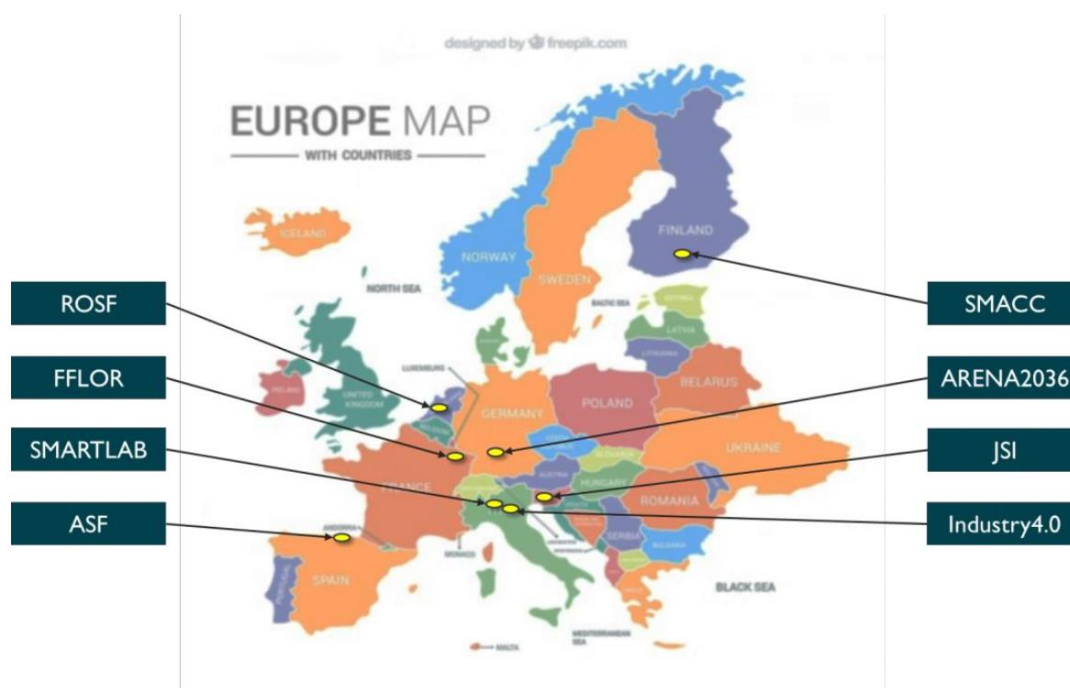 designed by freepik.com
EUROPE MAP
WITH COUNTRIES
ICELAND
FINLAND
NORWAY
SWEDEN
NORTH SEA
BALTIC SEA
ROSF
SMACC
LATVIA
LITHUANIA
LUXEMBURG
BELARUS
FFLOR
ARENA2036
IRELAND
UNITED
KINGDOM
GERMANY
POLAND
BELGIUM
UKRAINE
SMARTLAB
JSI
SLOVAKIA
AUSTRIA
HUNGARY
FRANCE
ROMANIA
ASF
Industry4.0
ANDORRA
MONACO
SERBIA
BULGARIA
SPAIN
PORTUGAL
BLACK SEA
MEDITERRANEAN
SEA
MALTA